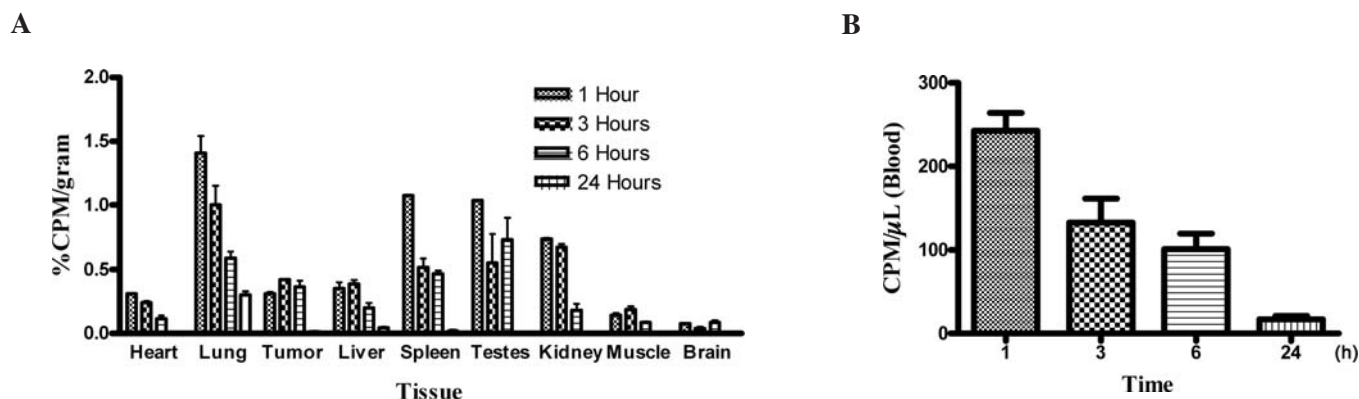 A
%CPM/gram
2.0
1.5
1.0
0.5
0.0
1 Hour
3 Hours
6 Hours
24 Hours
Heart Lung Tumor Liver Spleen Testes Kidney Muscle Brain
Tissue
B
CPM/µL (Blood)
300
200
100
0
1 3 6 24 (h)
Time